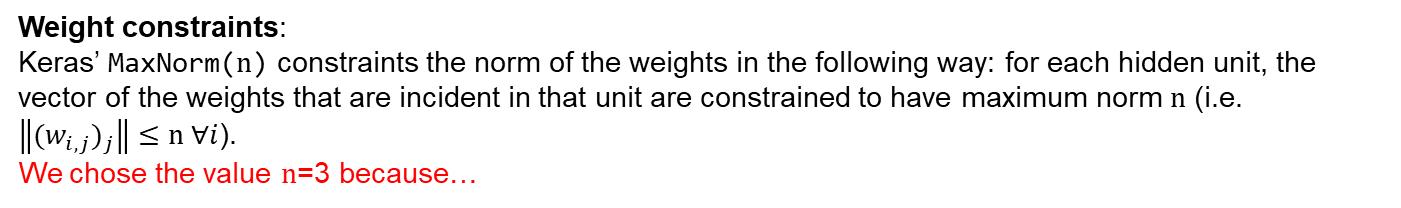 Weight constraints:
Keras’ MaxNorm(n) constraints the norm of the weights in the following way: for each hidden unit, the
vector of the weights that are incident in that unit are constrained to have maximum norm n (i.e.
‖(𝑤𝑖,𝑗)𝑗‖ ≤ n ∀𝑖).
We chose the value n=3 because…